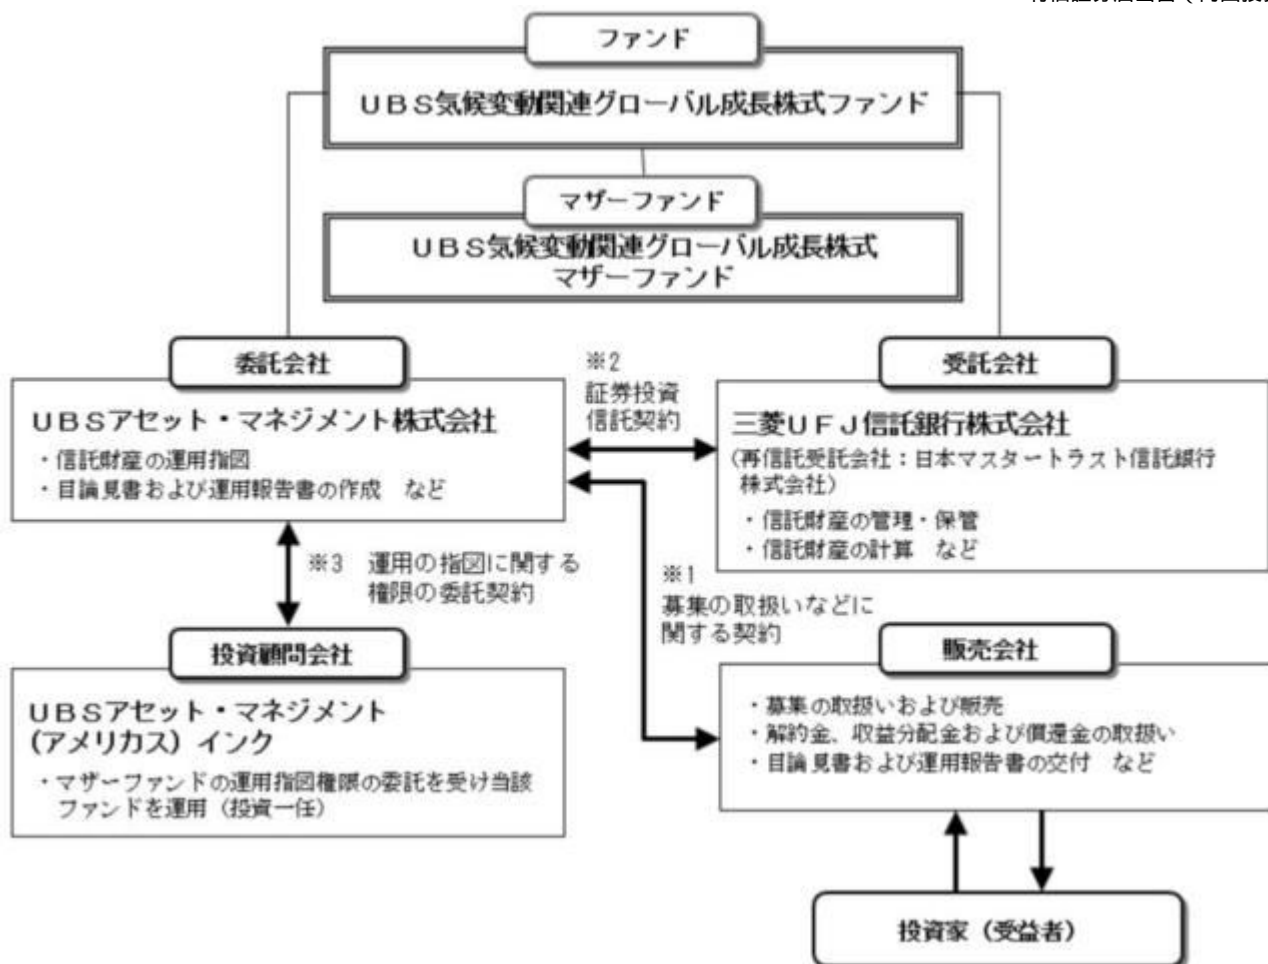 ファンド
UBS気候変動関連グローバル成長株式ファンド
マザーファンド
UBS気候変動関連グローバル成長株式
マザーファンド
委託会社
UBSアセット・マネジメント株式会社
・信託財産の運用指図
・目論見書および運用報告書の作成 など
※2
証券投資
信託契約
受託会社
三菱UFJ信託銀行株式会社
(再信託受託会社:日本マスタートラスト信託銀行
株式会社)
・信託財産の管理・保管
・信託財産の計算 など
※3 運用の指図に関する
権限の委託契約
※1
募集の取扱いなどに
関する契約
投資顧問会社
UBSアセット・マネジメント
(アメリカス)インク
・マザーファンドの運用指図権限の委託を受け当該
ファンドを運用(投資一任)
販売会社
・募集の取扱いおよび販売
・解約金、収益分配金および償還金の取扱い
・目論見書および運用報告書の交付 など
投資家(受益者)